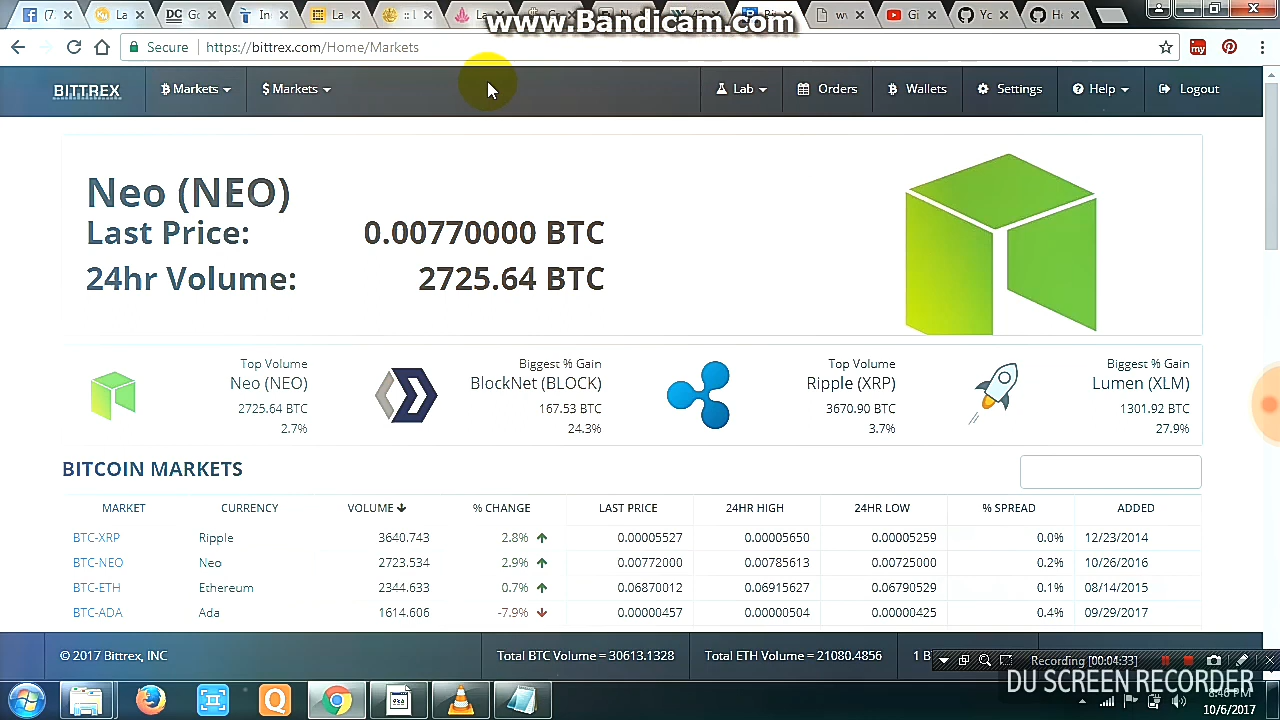 www.Bandicam.com
Secure https://bittrex.com/Home/Markets
my
BITTREX Markets $ Markets Lab Orders Wallets Settings Help Logout
Neo (NEO)
Last Price: 0.00770000 BTC
24hr Volume: 2725.64 BTC
Top Volume Biggest % Gain Top Volume Biggest % Gain
Neo (NEO) BlockNet (BLOCK) Ripple (XRP) Lumen (XLM)
2725.64 BTC 167.53 BTC 3670.90 BTC 1301.92 BTC
2.7% 24.3% 3.7% 27.9%
BITCOIN MARKETS
MARKET CURRENCY VOLUME % CHANGE LAST PRICE 24HR HIGH 24HR LOW % SPREAD ADDED
BTC-XRP Ripple 3640.743 2.8% 0.00005527 0.00005650 0.00005259 0.0% 12/23/2014
BTC-NEO Neo 2723.534 2.9% 0.00772000 0.00785613 0.00725000 0.2% 10/26/2016
BTC-ETH Ethereum 2344.633 0.7% 0.06870012 0.06915627 0.06790529 0.1% 08/14/2015
BTC-ADA Ada 1614.606 -7.9% 0.00000457 0.00000504 0.00000425 0.4% 09/29/2017
© 2017 Bittrex, INC Total BTC Volume = 30613.1328 Total ETH Volume = 21080.4856 1 B
Recording [00:04:33]
DU SCREEN RECORDER
8:46 PM
10/6/2017